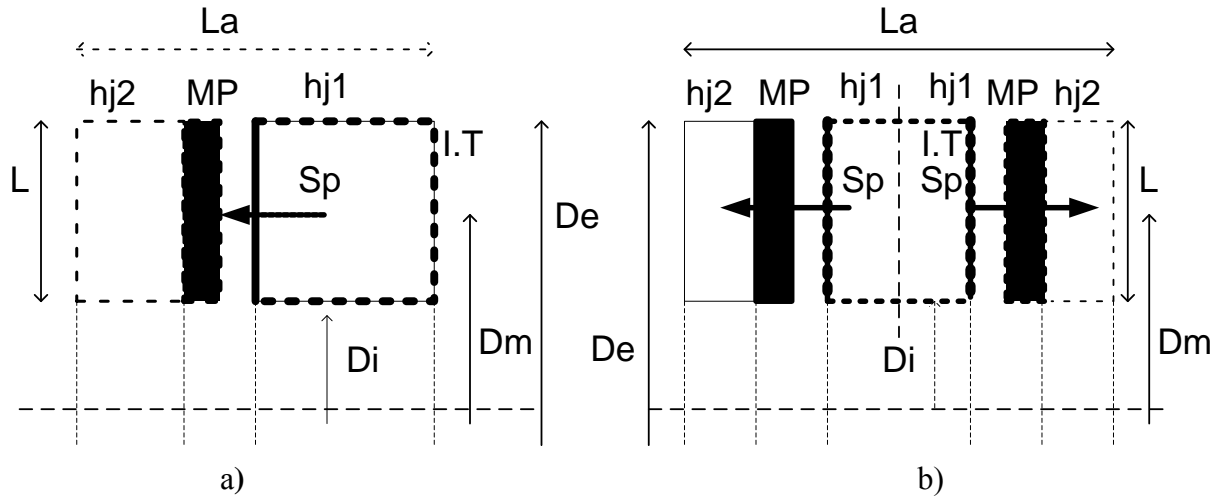 La
hj2 MP hj1
I.T
Sp
L
De
Dm
Di
a)
La
hj2 MP hj1 hj1 MP hj2
I.T
Sp Sp
L
De
Di
Dm
b)